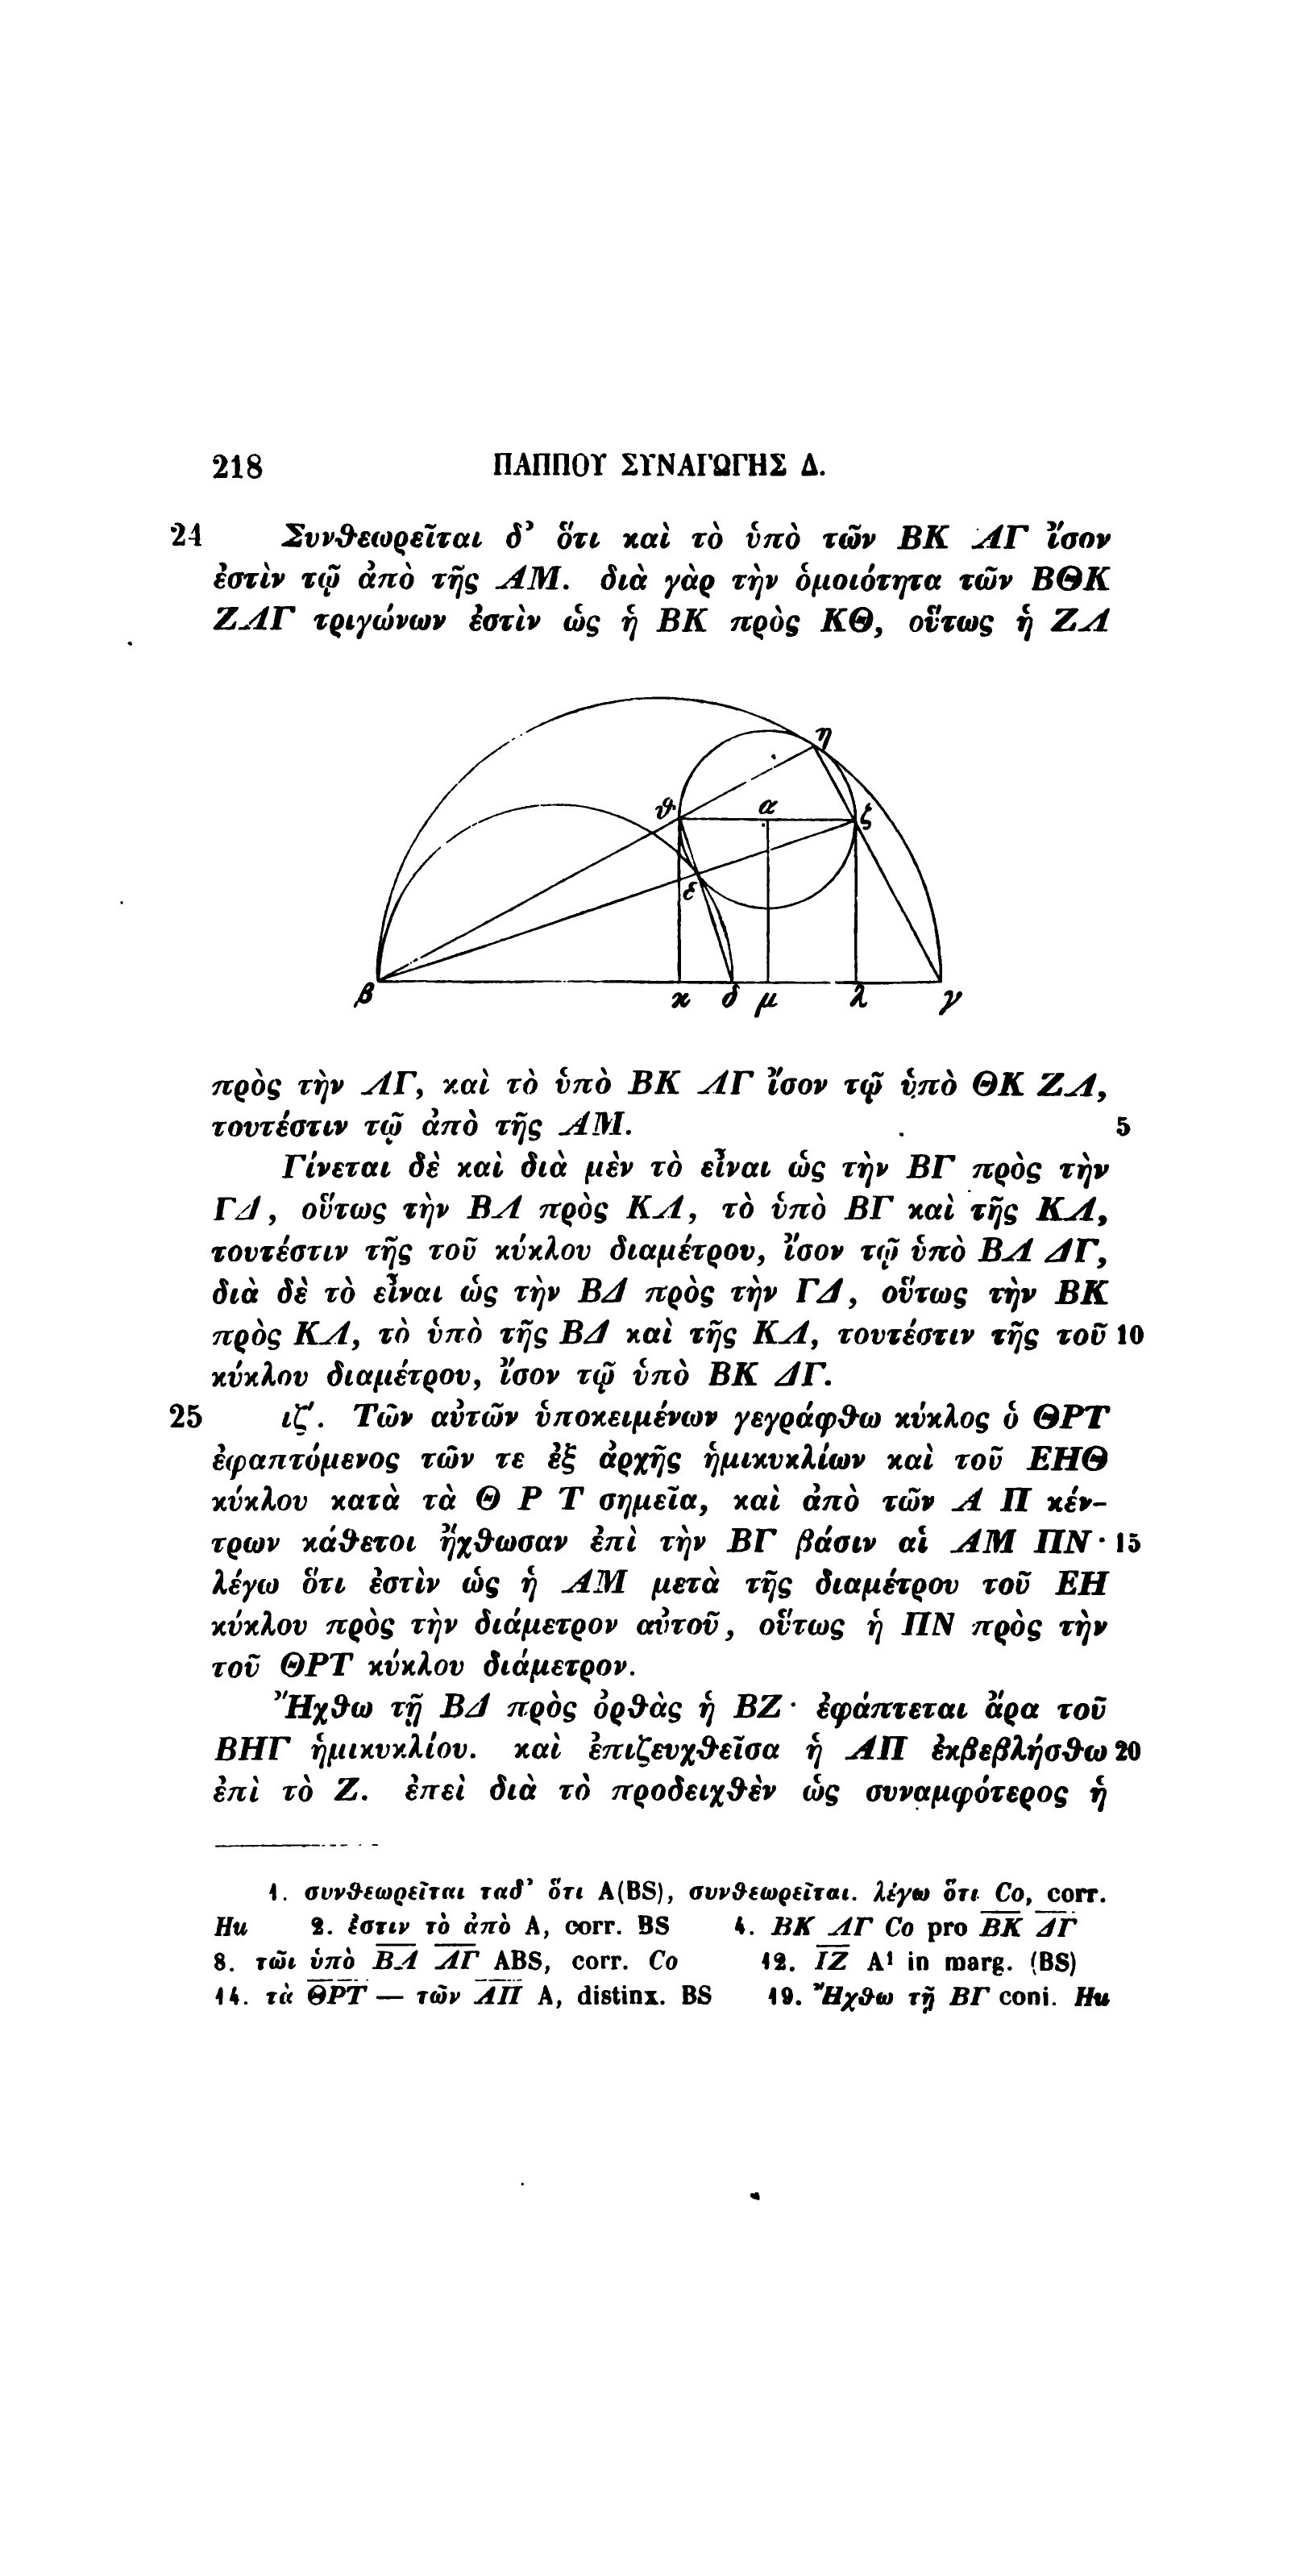 218 ΠΑΠΠΟΥ ΣΥΝΑΓΩΓΗΣ Δ.
24 Συνθεωρεῖται δ᾽ ὅτι καὶ τὸ ὑπὸ τῶν ΒΚ ΛΓ ἴσον
ἐστὶν τῷ ἀπὸ τῆς ΑΜ. διὰ γὰρ τὴν ὁμοιότητα τῶν ΒΘΚ
ΖΛΓ τριγώνων ἐστὶν ὡς ἡ ΒΚ πρὸς ΚΘ, οὕτως ἡ ΖΛ
η
θ α ζ
ε
β κ δ μ λ γ
πρὸς τὴν ΛΓ, καὶ τὸ ὑπὸ ΒΚ ΛΓ ἴσον τῷ ὑπὸ ΘΚ ΖΛ,
τουτέστιν τῷ ἀπὸ τῆς ΑΜ. 5
Γίνεται δὲ καὶ διὰ μὲν τὸ εἶναι ὡς τὴν ΒΓ πρὸς τὴν
ΓΔ, οὕτως τὴν ΒΛ πρὸς ΚΛ, τὸ ὑπὸ ΒΓ καὶ τῆς ΚΛ,
τουτέστιν τῆς τοῦ κύκλου διαμέτρου, ἴσον τῷ ὑπὸ ΒΛ ΔΓ,
διὰ δὲ τὸ εἶναι ὡς τὴν ΒΔ πρὸς τὴν ΓΔ, οὕτως τὴν ΒΚ
πρὸς ΚΛ, τὸ ὑπὸ τῆς ΒΔ καὶ τῆς ΚΛ, τουτέστιν τῆς τοῦ 10
κύκλου διαμέτρου, ἴσον τῷ ὑπὸ ΒΚ ΔΓ.
25 ιζ΄. Τῶν αὐτῶν ὑποκειμένων γεγράφθω κύκλος ὁ ΘΡΤ
ἐφαπτόμενος τῶν τε ἐξ ἀρχῆς ἡμικυκλίων καὶ τοῦ ΕΗΘ
κύκλου κατὰ τὰ Θ Ρ Τ σημεῖα, καὶ ἀπὸ τῶν Α Π κέν-
τρων κάθετοι ἤχθωσαν ἐπὶ τὴν ΒΓ βάσιν αἱ ΑΜ ΠΝ· 15
λέγω ὅτι ἐστὶν ὡς ἡ ΑΜ μετὰ τῆς διαμέτρου τοῦ ΕΗ
κύκλου πρὸς τὴν διάμετρον αὐτοῦ, οὕτως ἡ ΠΝ πρὸς τὴν
τοῦ ΘΡΤ κύκλου διάμετρον.
Ἤχθω τῇ ΒΔ πρὸς ὀρθὰς ἡ ΒΖ· ἐφάπτεται ἄρα τοῦ
ΒΗΓ ἡμικυκλίου. καὶ ἐπιζευχθεῖσα ἡ ΑΠ ἐκβεβλήσθω 20
ἐπὶ τὸ Ζ. ἐπεὶ διὰ τὸ προδειχθὲν ὡς συναμφότερος ἡ
1. συνθεωρεῖται ταδ᾽ ὅτι A(BS), συνθεωρεῖται. λέγω ὅτι Co, corr.
Hu 2. ἐστιν τὸ ἀπὸ A, corr. BS 4. ΒΚ ΛΓ Co pro ΒΚ ΔΓ
8. τῶι ὑπὸ ΒΛ ΛΓ ABS, corr. Co 12. ΙΖ A¹ in marg. (BS)
14. τὰ ΘΡΤ — τῶν ΑΠ A, distinx. BS 19. Ἤχθω τῇ ΒΓ coni. Hu